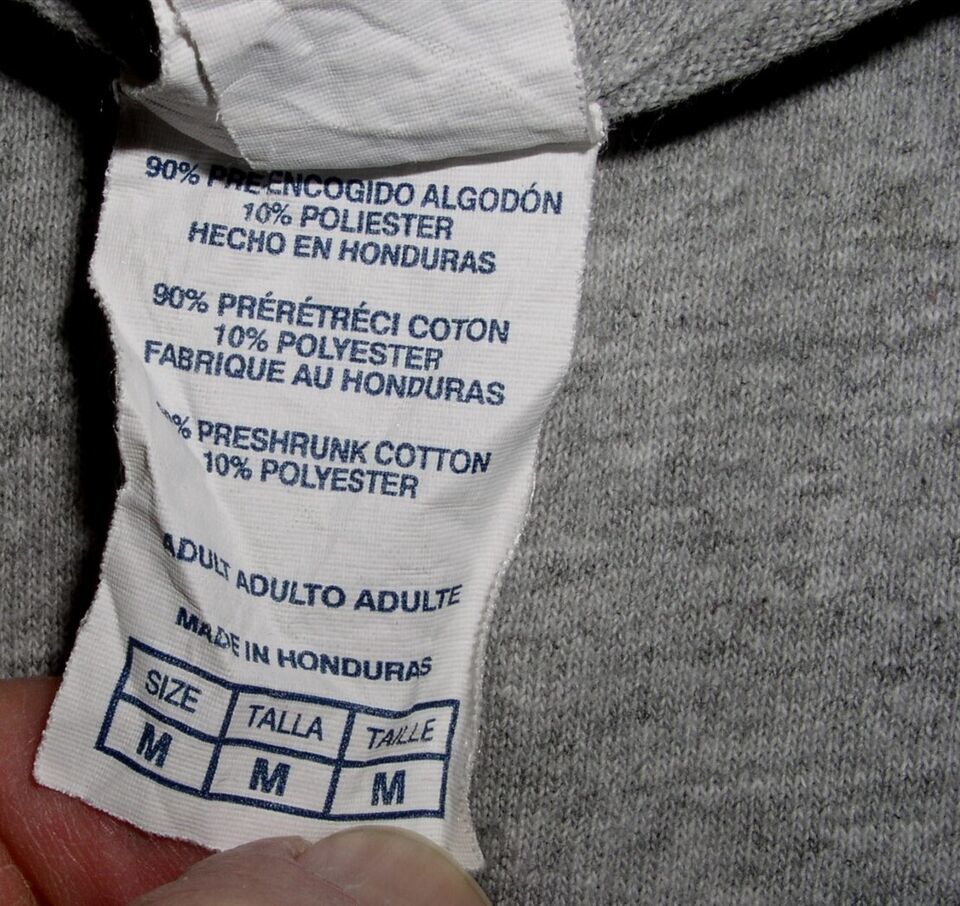 90% PRE-ENCOGIDO ALGODÓN
10% POLIESTER
HECHO EN HONDURAS
90% PRÉRÉTRÉCI COTON
10% POLYESTER
FABRIQUE AU HONDURAS
% PRESHRUNK COTTON
10% POLYESTER
ADULT ADULTO ADULTE
MADE IN HONDURAS
SIZE TALLA TAILLE
M M M